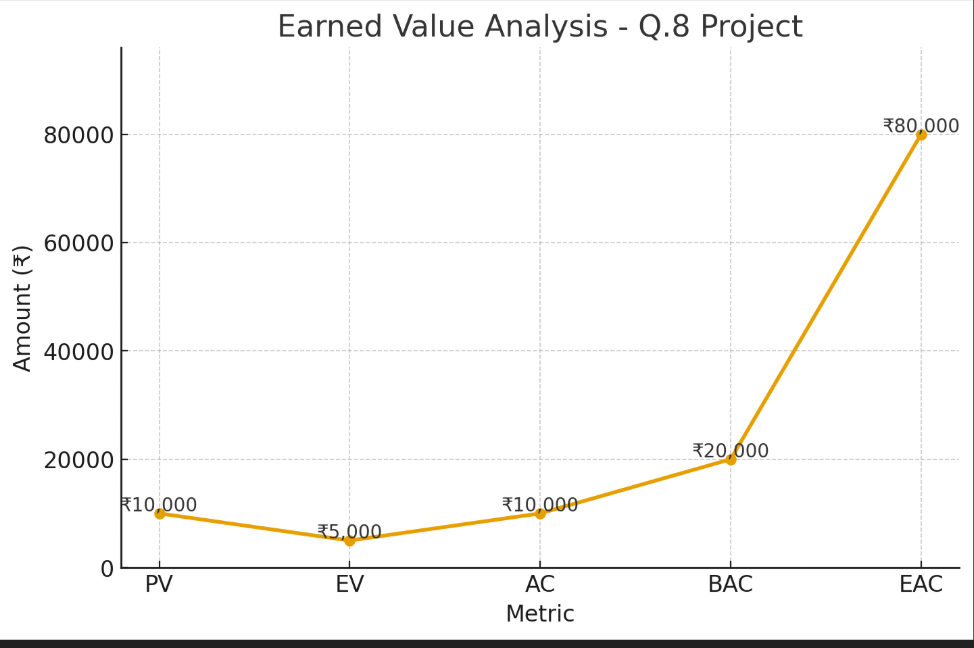 Earned Value Analysis - Q.8 Project
Amount (₹)
80000
60000
40000
20000
0
₹10,000
₹5,000
₹10,000
₹20,000
₹80,000
PV
EV
AC
BAC
EAC
Metric